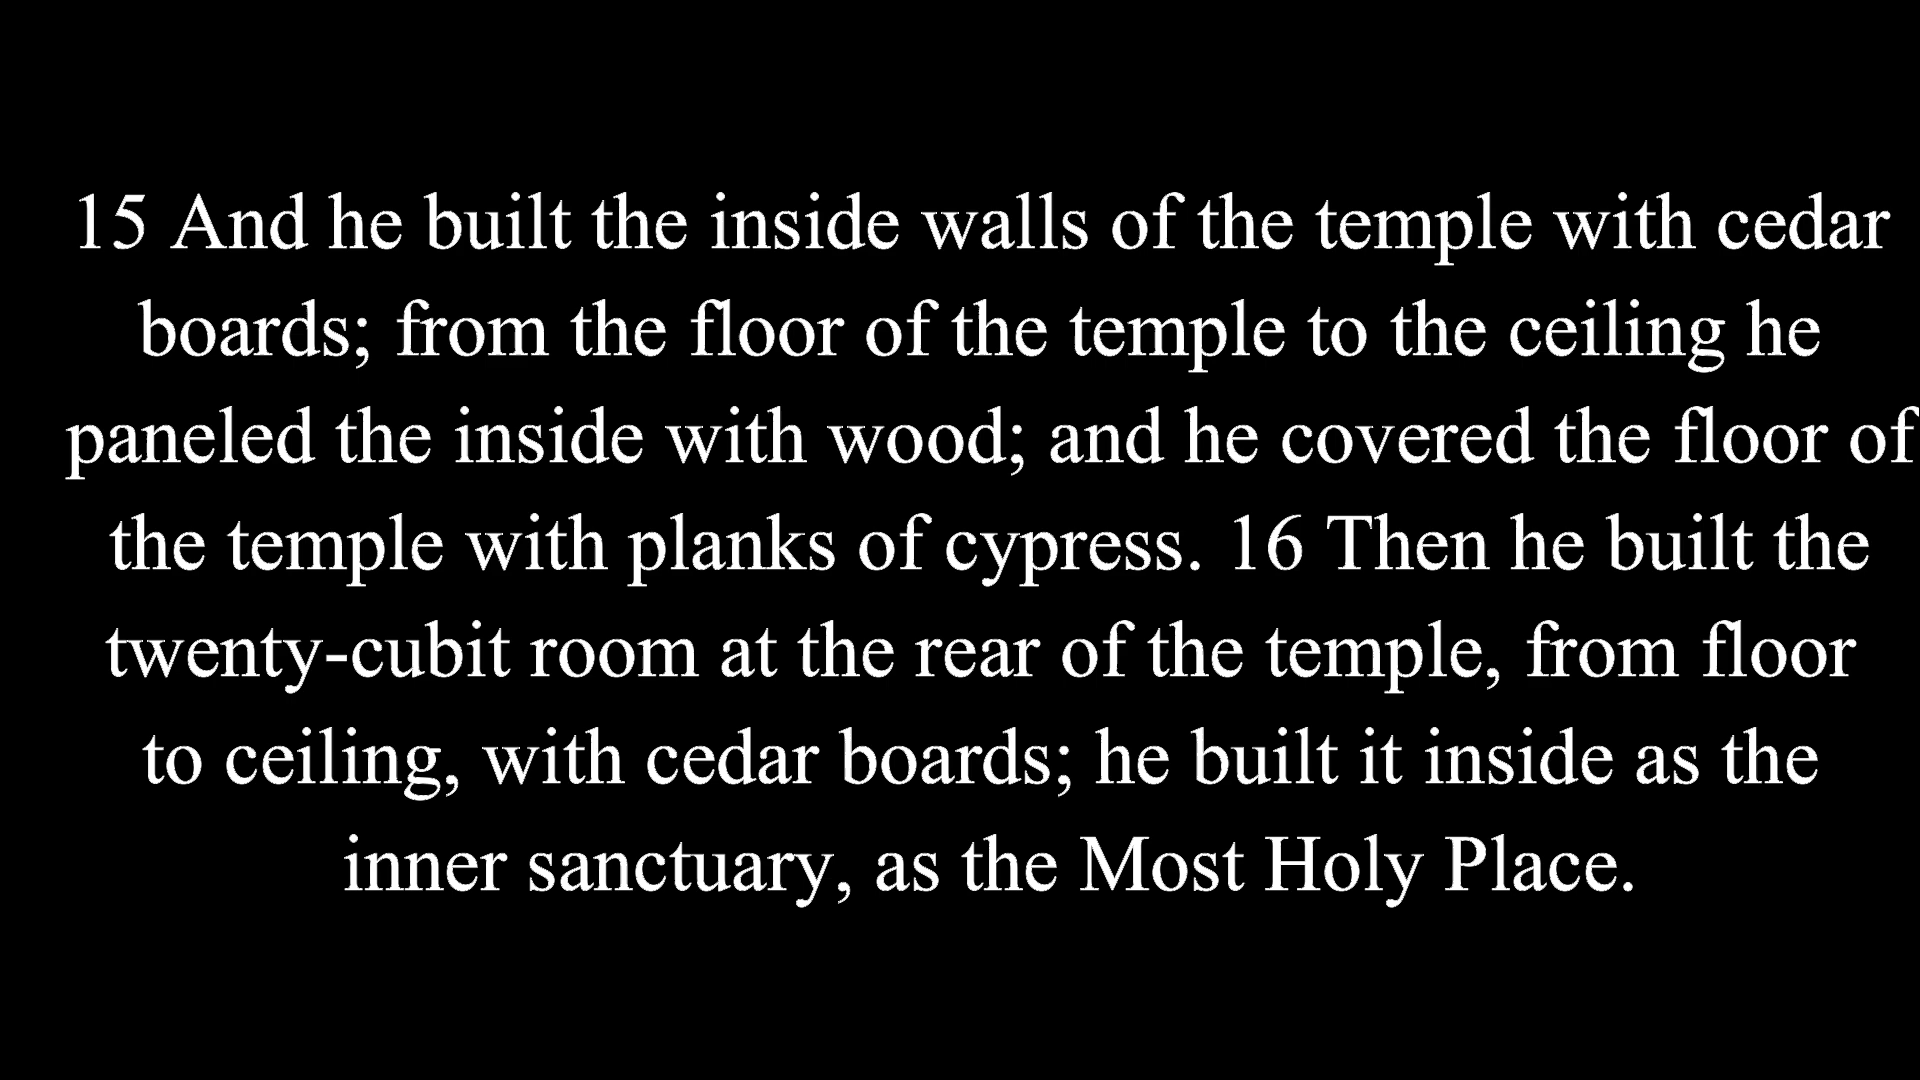 15 And he built the inside walls of the temple with cedar
boards; from the floor of the temple to the ceiling he
paneled the inside with wood; and he covered the floor of
the temple with planks of cypress. 16 Then he built the
twenty-cubit room at the rear of the temple, from floor
to ceiling, with cedar boards; he built it inside as the
inner sanctuary, as the Most Holy Place.